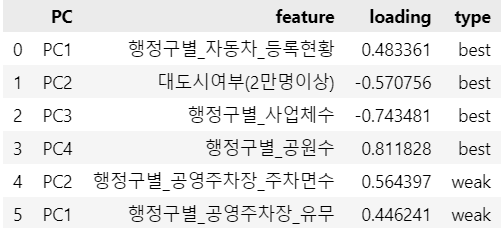 PC feature loading type
0 PC1 행정구별_자동차_등록현황 0.483361 best
1 PC2 대도시여부(2만명이상) -0.570756 best
2 PC3 행정구별_사업체수 -0.743481 best
3 PC4 행정구별_공원수 0.811828 best
4 PC2 행정구별_공영주차장_주차면수 0.564397 weak
5 PC1 행정구별_공영주차장_유무 0.446241 weak